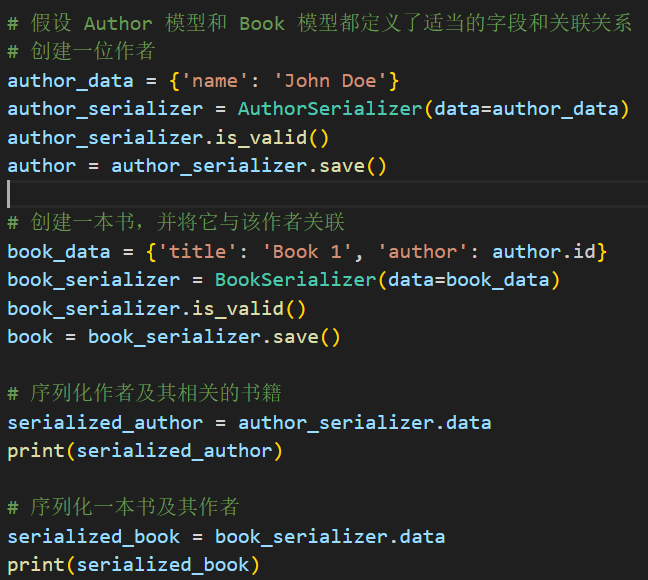 # 假设 Author 模型和 Book 模型都定义了适当的字段和关联关系
# 创建一位作者
author_data = {'name': 'John Doe'}
author_serializer = AuthorSerializer(data=author_data)
author_serializer.is_valid()
author = author_serializer.save()
# 创建一本书，并将它与该作者关联
book_data = {'title': 'Book 1', 'author': author.id}
book_serializer = BookSerializer(data=book_data)
book_serializer.is_valid()
book = book_serializer.save()
# 序列化作者及其相关的书籍
serialized_author = author_serializer.data
print(serialized_author)
# 序列化一本书及其作者
serialized_book = book_serializer.data
print(serialized_book)